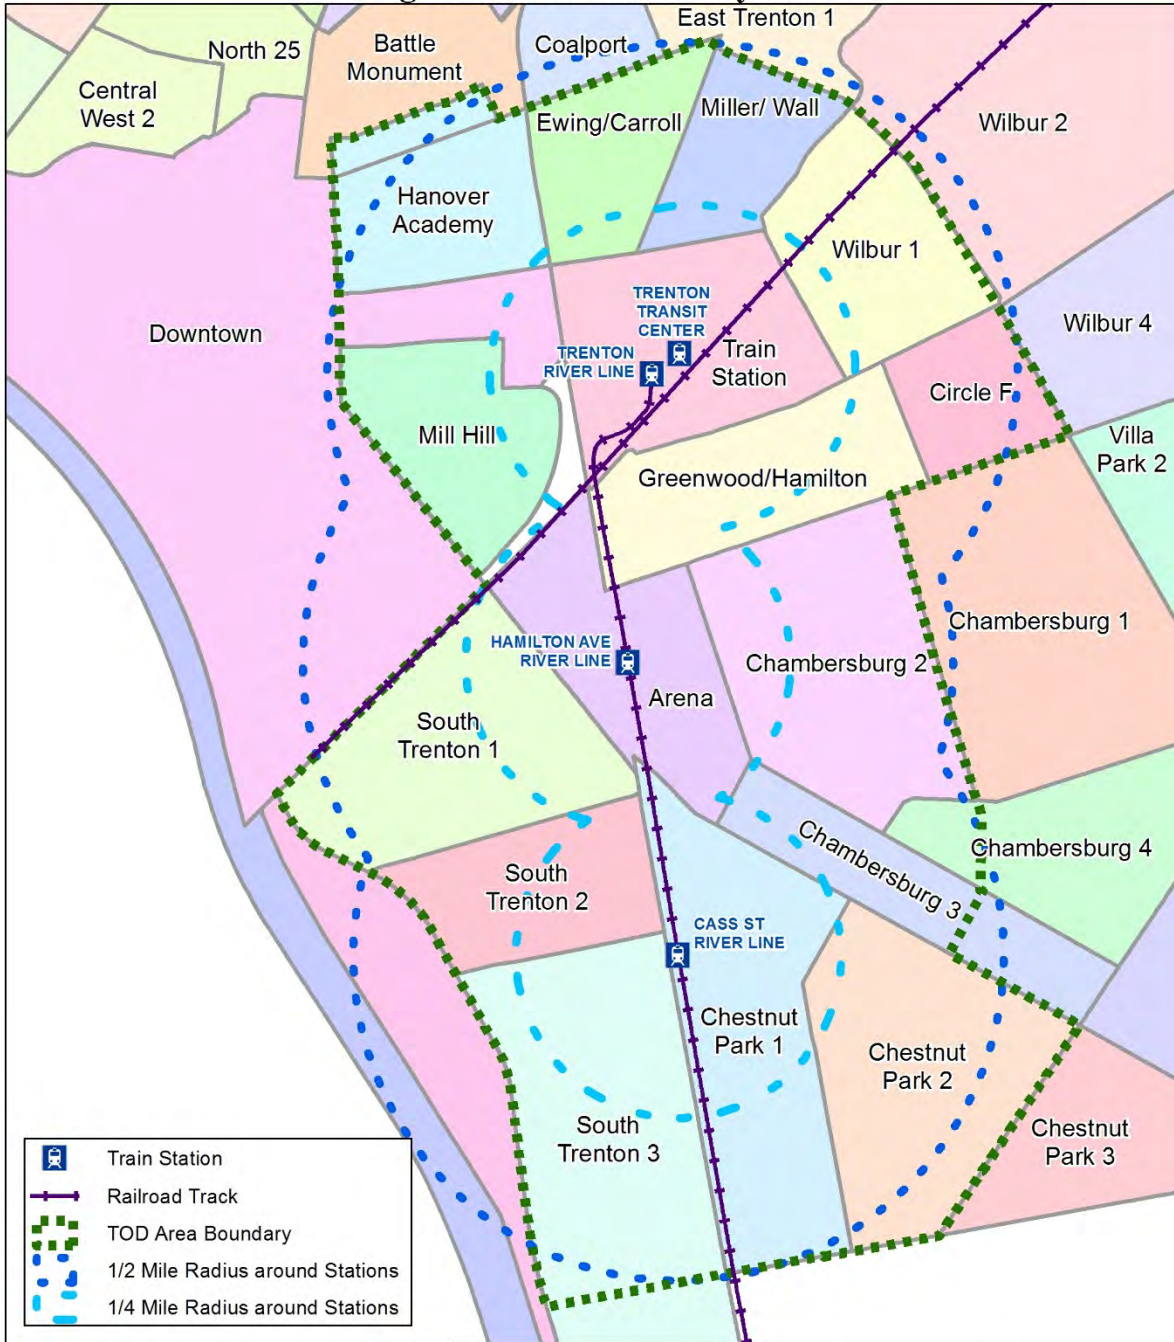 East Trenton 1
North 25
Battle
Monument
Coalport
Central
West 2
Ewing/Carroll
Miller/ Wall
Wilbur 2
Hanover
Academy
Wilbur 1
TRENTON
TRANSIT
CENTER
Downtown
Wilbur 4
TRENTON
RIVER LINE
Train
Station
Circle F
Mill Hill
Villa
Park 2
Greenwood/Hamilton
Chambersburg 1
HAMILTON AVE
RIVER LINE
Chambersburg 2
Arena
South
Trenton 1
Chambersburg 3
Chambersburg 4
South
Trenton 2
CASS ST
RIVER LINE
Chestnut
Park 1
Chestnut
Park 2
South
Trenton 3
Chestnut
Park 3
Train Station
Railroad Track
TOD Area Boundary
1/2 Mile Radius around Stations
1/4 Mile Radius around Stations